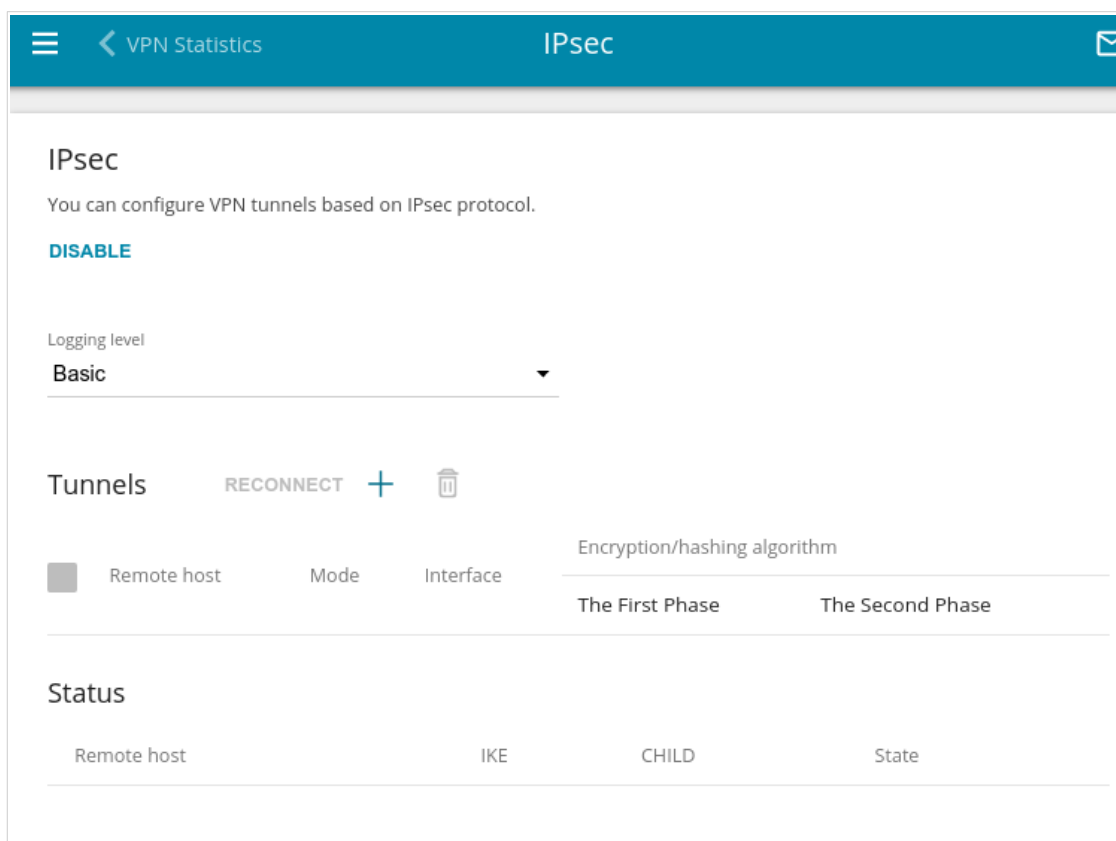 VPN Statistics
IPsec
IPsec
You can configure VPN tunnels based on IPsec protocol.
DISABLE
Logging level
Basic
Tunnels RECONNECT
Encryption/hashing algorithm
Remote host Mode Interface
The First Phase The Second Phase
Status
Remote host IKE CHILD State